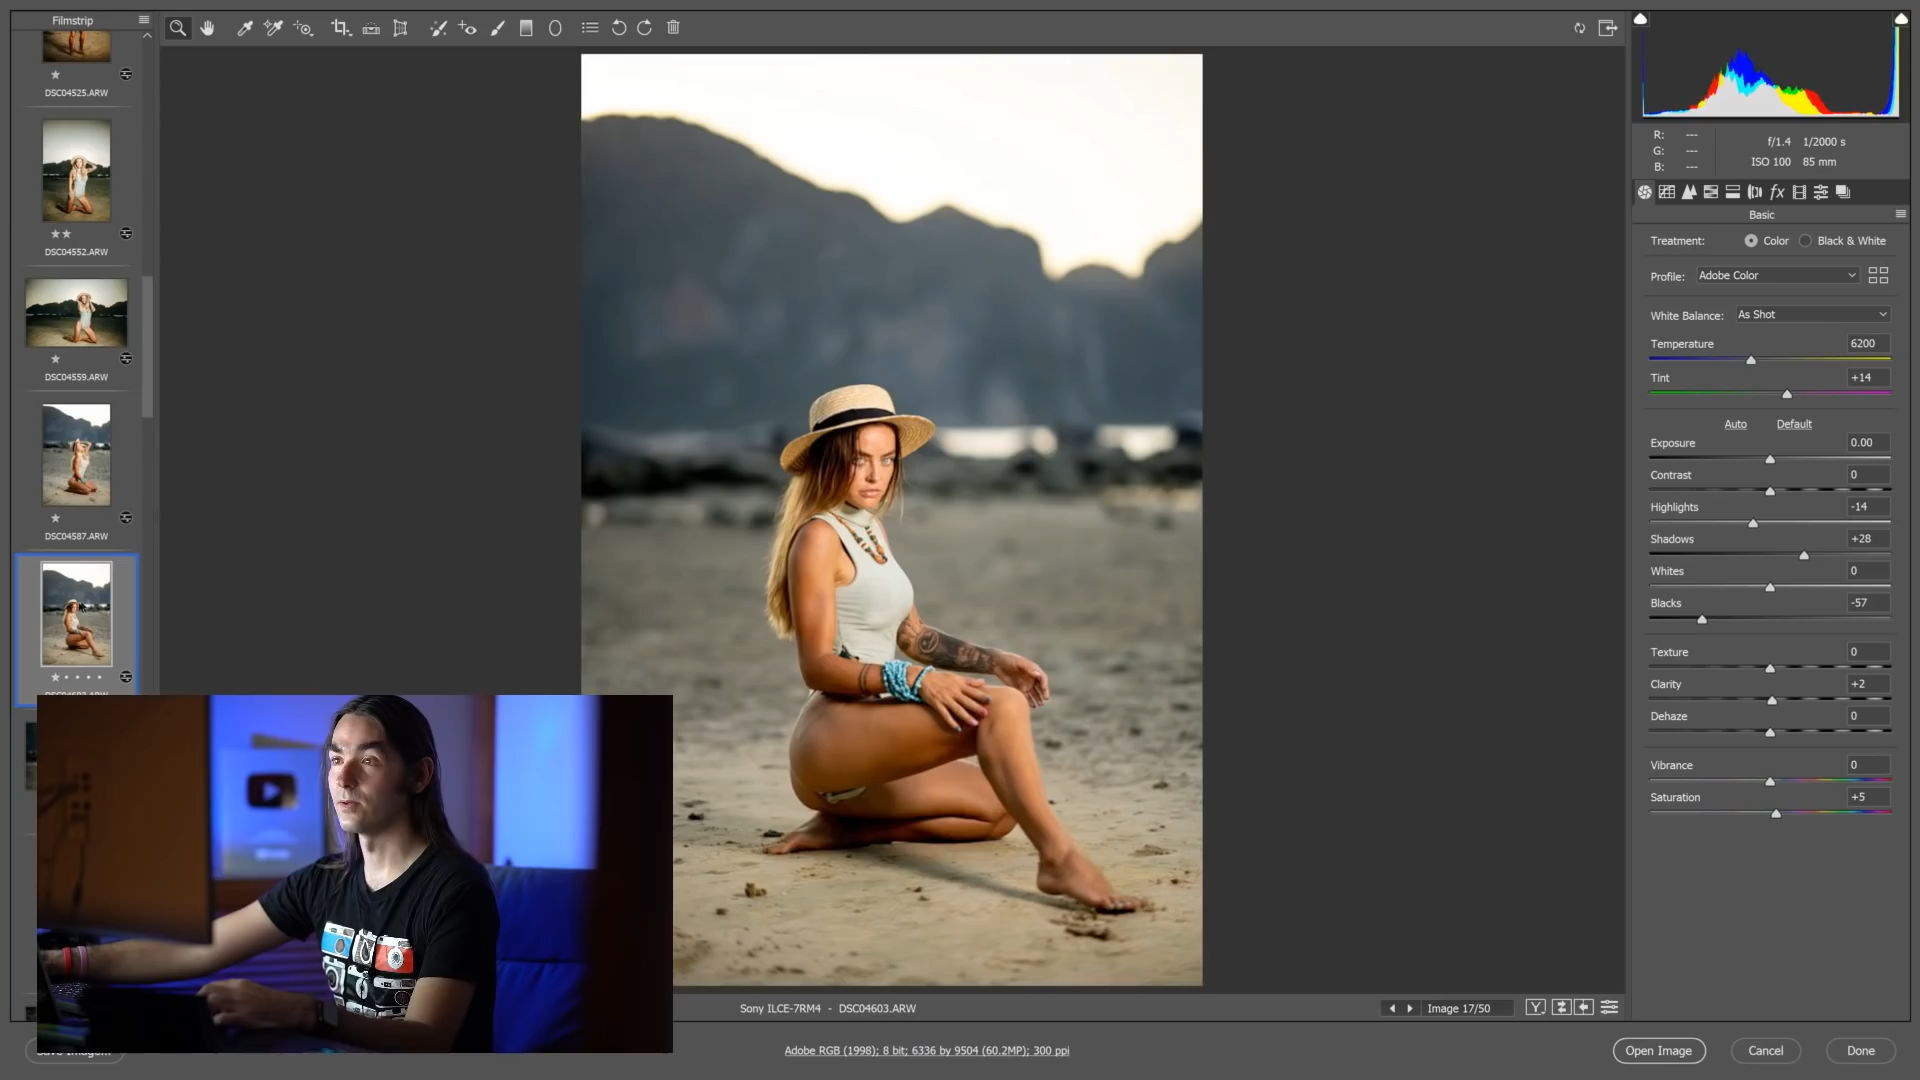 Filmstrip
DSC04525.ARW
DSC04552.ARW
DSC04559.ARW
DSC04587.ARW
R: ---
G: ---
B: ---
f/1.4 1/2000 s
ISO 100 85 mm
fx
Basic
Treatment: Color Black & White
Profile: Adobe Color
White Balance: As Shot
Temperature 6200
Tint +14
Auto Default
Exposure 0.00
Contrast 0
Highlights -14
Shadows +28
Whites 0
Blacks -57
Texture 0
Clarity +2
Dehaze 0
Vibrance 0
Saturation +5
Sony ILCE-7RM4 - DSC04603.ARW
Image 17/50
Y
Adobe RGB (1998); 8 bit; 6336 by 9504 (60.2MP); 300 ppi
Open Image
Cancel
Done